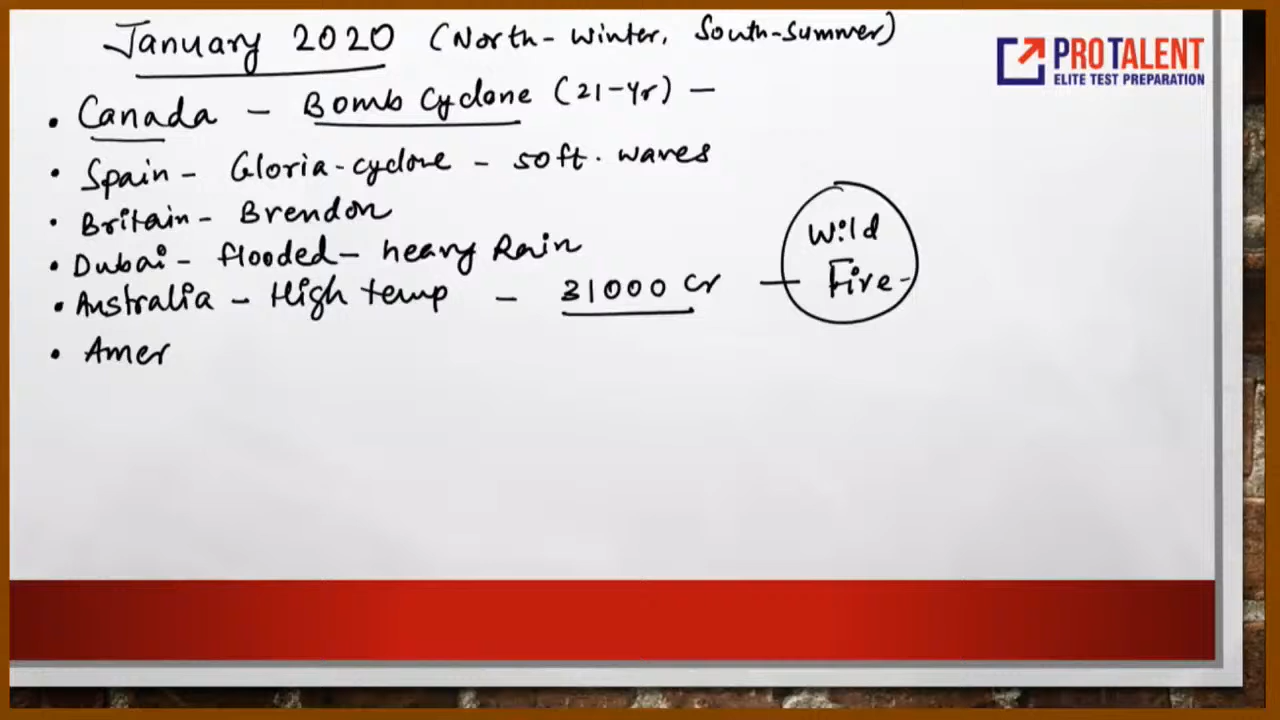 January 2020 (North- Winter, South-Summer)
PROTALENT
ELITE TEST PREPARATION
• Canada - Bomb Cyclone (21-Yr) -
• Spain - Gloria-cyclone - 50ft. waves
• Britain - Brendon
• Dubai - flooded - heavy Rain
• Australia - High temp - 31000 Cr - Wild Fire-
• Amer